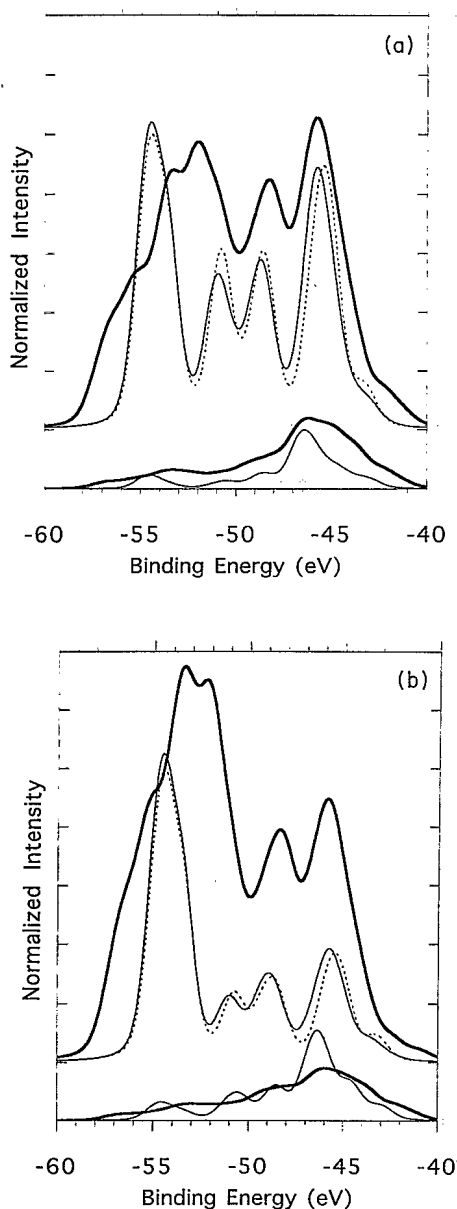 (a)
Normalized Intensity
-60 -55 -50 -45 -40
Binding Energy (eV)
(b)
Normalized Intensity
-60 -55 -50 -45 -40
Binding Energy (eV)